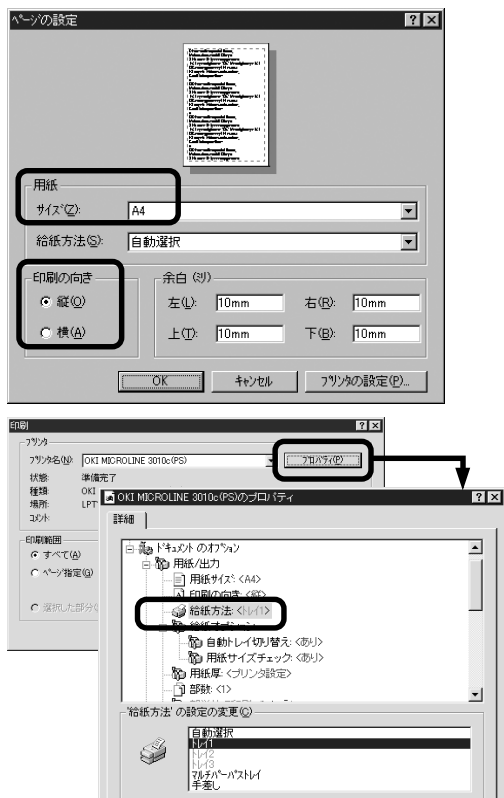 ページの設定
用紙
サイズ(Z): A4
給紙方法(S): 自動選択
印刷の向き
縦(O)
横(A)
余白 (ミリ)
左(L): 10mm 右(R): 10mm
上(T): 10mm 下(B): 10mm
OK キャンセル プリンタの設定(P)...
印刷
プリンタ
プリンタ名(N): OKI MICROLINE 3010c(PS) プロパティ(P)
状態: 準備完了
種類: OKI
場所: LPT
コメント:
印刷範囲
すべて(A)
ページ指定(G)
選択した部分(
OKI MICROLINE 3010c(PS)のプロパティ
詳細
ドキュメント のオプション
用紙/出力
用紙サイズ: <A4>
印刷の向き: <縦>
給紙方法: <トレイ1>
給紙オプション
自動トレイ切り替え: <あり>
用紙サイズチェック: <あり>
用紙厚: <プリンタ設定>
部数: <1>
'給紙方法' の設定の変更(C)
自動選択
トレイ1
トレイ2
トレイ3
マルチパーパストレイ
手差し